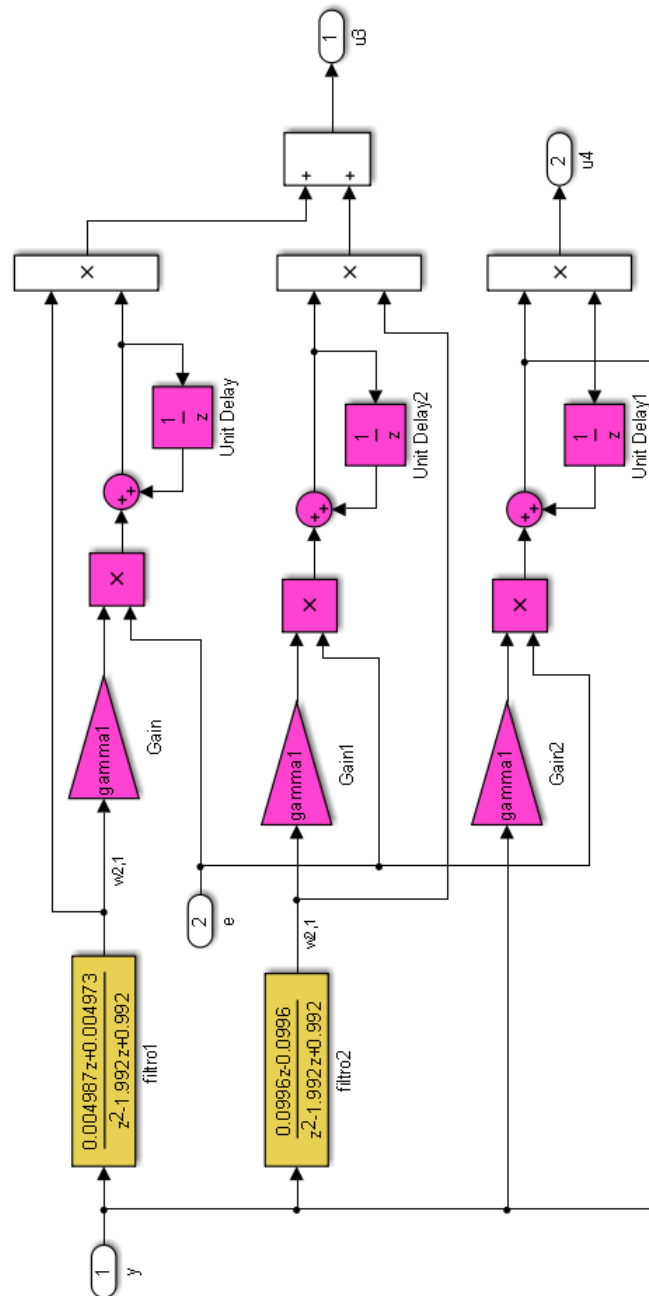 1
y
0.004987z+0.004973
z²-1.992z+0.992
filtro1
w2,1
gamma1
Gain
×
++
1
z
Unit Delay
×
2
e
0.0996z-0.0996
z²-1.992z+0.992
filtro2
w2,1
gamma1
Gain1
×
++
1
z
Unit Delay2
×
+
+
1
u3
gamma1
Gain2
×
++
1
z
Unit Delay1
×
2
u4